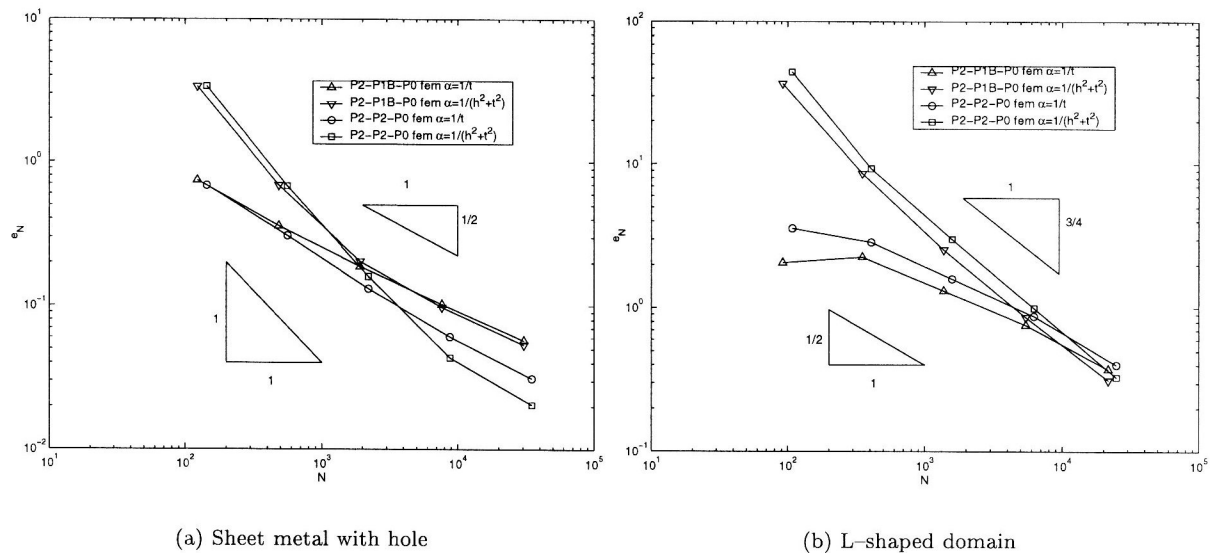 10^1
10^0
10^-1
10^-2
e_N
10^1
10^2
10^3
10^4
10^5
N
P2-P1B-P0 fem α=1/t
P2-P1B-P0 fem α=1/(h^2+t^2)
P2-P2-P0 fem α=1/t
P2-P2-P0 fem α=1/(h^2+t^2)
1
1/2
1
1
(a) Sheet metal with hole
10^2
10^1
10^0
10^-1
e_N
10^1
10^2
10^3
10^4
10^5
N
P2-P1B-P0 fem α=1/t
P2-P1B-P0 fem α=1/(h^2+t^2)
P2-P2-P0 fem α=1/t
P2-P2-P0 fem α=1/(h^2+t^2)
1
3/4
1/2
1
(b) L–shaped domain